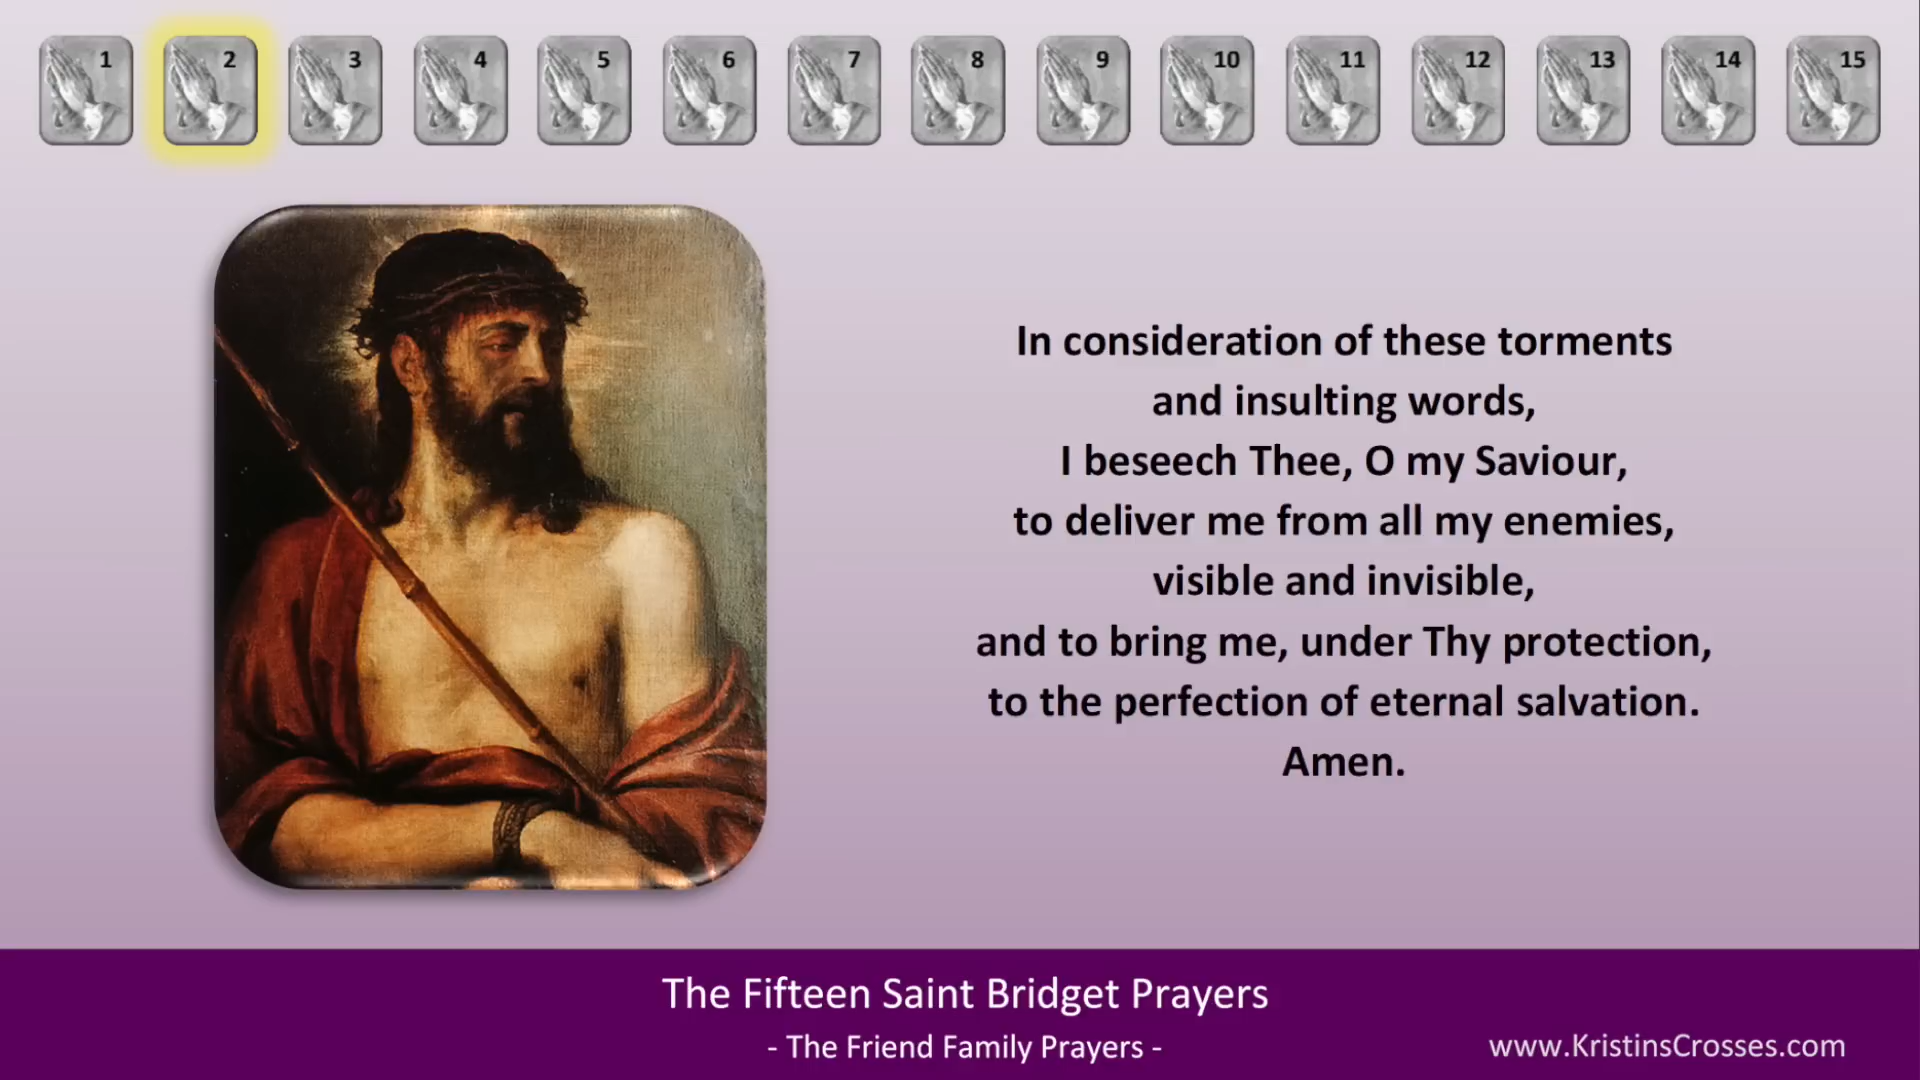 1 2 3 4 5 6 7 8 9 10 11 12 13 14 15
In consideration of these torments
and insulting words,
I beseech Thee, O my Saviour,
to deliver me from all my enemies,
visible and invisible,
and to bring me, under Thy protection,
to the perfection of eternal salvation.
Amen.
The Fifteen Saint Bridget Prayers
- The Friend Family Prayers -
www.KristinsCrosses.com